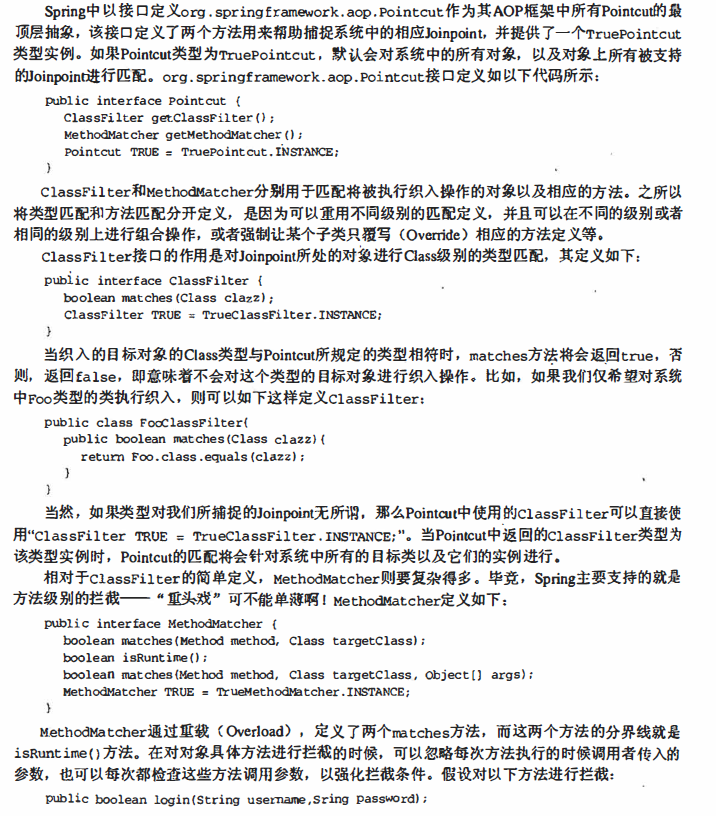 Spring中以接口定义org.springframework.aop.Pointcut作为其AOP框架中所有Pointcut的最
顶层抽象，该接口定义了两个方法用来帮助捕捉系统中的相应Joinpoint，并提供了一个TruePointcut
类型实例。如果Pointcut类型为TruePointcut，默认会对系统中的所有对象，以及对象上所有被支持
的Joinpoint进行匹配。org.springframework.aop.Pointcut接口定义如以下代码所示：
public interface Pointcut {
ClassFilter getClassFilter();
MethodMatcher getMethodMatcher();
Pointcut TRUE = TruePointcut.INSTANCE;
}
ClassFilter和MethodMatcher分别用于匹配将被执行织入操作的对象以及相应的方法。之所以
将类型匹配和方法匹配分开定义，是因为可以重用不同级别的匹配定义，并且可以在不同的级别或者
相同的级别上进行组合操作，或者强制让某个子类只覆写（Override）相应的方法定义等。
ClassFilter接口的作用是对Joinpoint所处的对象进行Class级别的类型匹配，其定义如下：
public interface ClassFilter {
boolean matches(Class clazz);
ClassFilter TRUE = TrueClassFilter.INSTANCE;
}
当织入的目标对象的Class类型与Pointcut所规定的类型相符时，matches方法将会返回true，否
则，返回false，即意味着不会对这个类型的目标对象进行织入操作。比如，如果我们仅希望对系统
中Foo类型的类执行织入，则可以如下这样定义ClassFilter：
public class FooClassFilter{
public boolean matches(Class clazz){
return Foo.class.equals(clazz);
}
}
当然，如果类型对我们所捕捉的Joinpoint无所谓，那么Pointcut中使用的ClassFilter可以直接使
用“ClassFilter TRUE = TrueClassFilter.INSTANCE;”。当Pointcut中返回的ClassFilter类型为
该类型实例时，Pointcut的匹配将会针对系统中所有的目标类以及它们的实例进行。
相对于ClassFilter的简单定义，MethodMatcher则要复杂得多。毕竟，Spring主要支持的就是
方法级别的拦截——“重头戏”可不能单薄啊！MethodMatcher定义如下：
public interface MethodMatcher {
boolean matches(Method method, Class targetClass);
boolean isRuntime();
boolean matches(Method method, Class targetClass, Object[] args);
MethodMatcher TRUE = TrueMethodMatcher.INSTANCE;
}
MethodMatcher通过重载（Overload），定义了两个matches方法，而这两个方法的分界线就是
isRuntime()方法。在对对象具体方法进行拦截的时候，可以忽略每次方法执行的时候调用者传入的
参数，也可以每次都检查这些方法调用参数，以强化拦截条件。假设对以下方法进行拦截：
public boolean login(String username,Sring password);